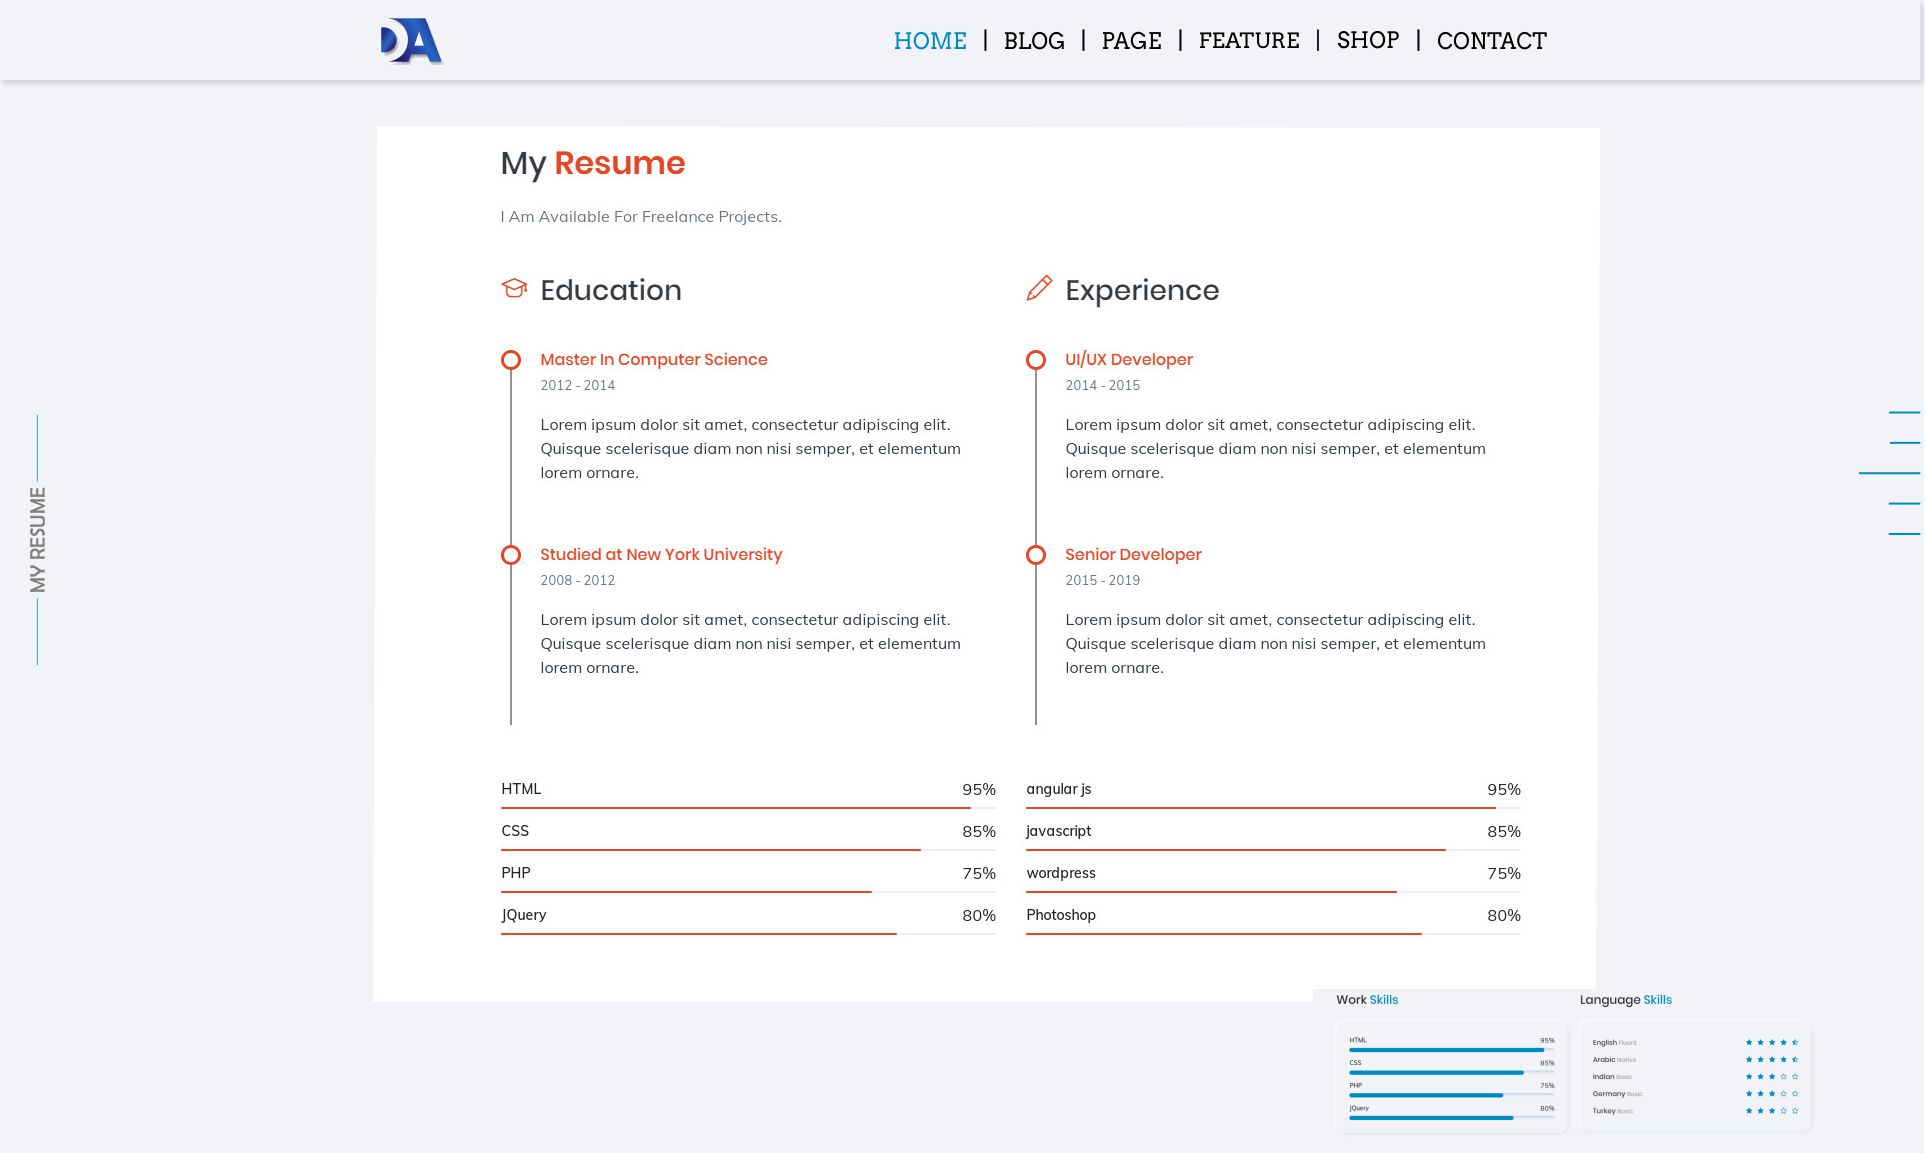 DA
HOME | BLOG | PAGE | FEATURE | SHOP | CONTACT
My Resume
I Am Available For Freelance Projects.
Education
Master In Computer Science
2012 - 2014
Lorem ipsum dolor sit amet, consectetur adipiscing elit.
Quisque scelerisque diam non nisi semper, et elementum
lorem ornare.
Studied at New York University
2008 - 2012
Lorem ipsum dolor sit amet, consectetur adipiscing elit.
Quisque scelerisque diam non nisi semper, et elementum
lorem ornare.
Experience
UI/UX Developer
2014 - 2015
Lorem ipsum dolor sit amet, consectetur adipiscing elit.
Quisque scelerisque diam non nisi semper, et elementum
lorem ornare.
Senior Developer
2015 - 2019
Lorem ipsum dolor sit amet, consectetur adipiscing elit.
Quisque scelerisque diam non nisi semper, et elementum
lorem ornare.
MY RESUME
HTML 95%
CSS 85%
PHP 75%
JQuery 80%
angular js 95%
javascript 85%
wordpress 75%
Photoshop 80%
Work Skills
HTML 95%
CSS 85%
PHP 75%
JQuery 80%
Language Skills
English Fluent
Arabic Native
Indian Basic
Germany Basic
Turkey Basic